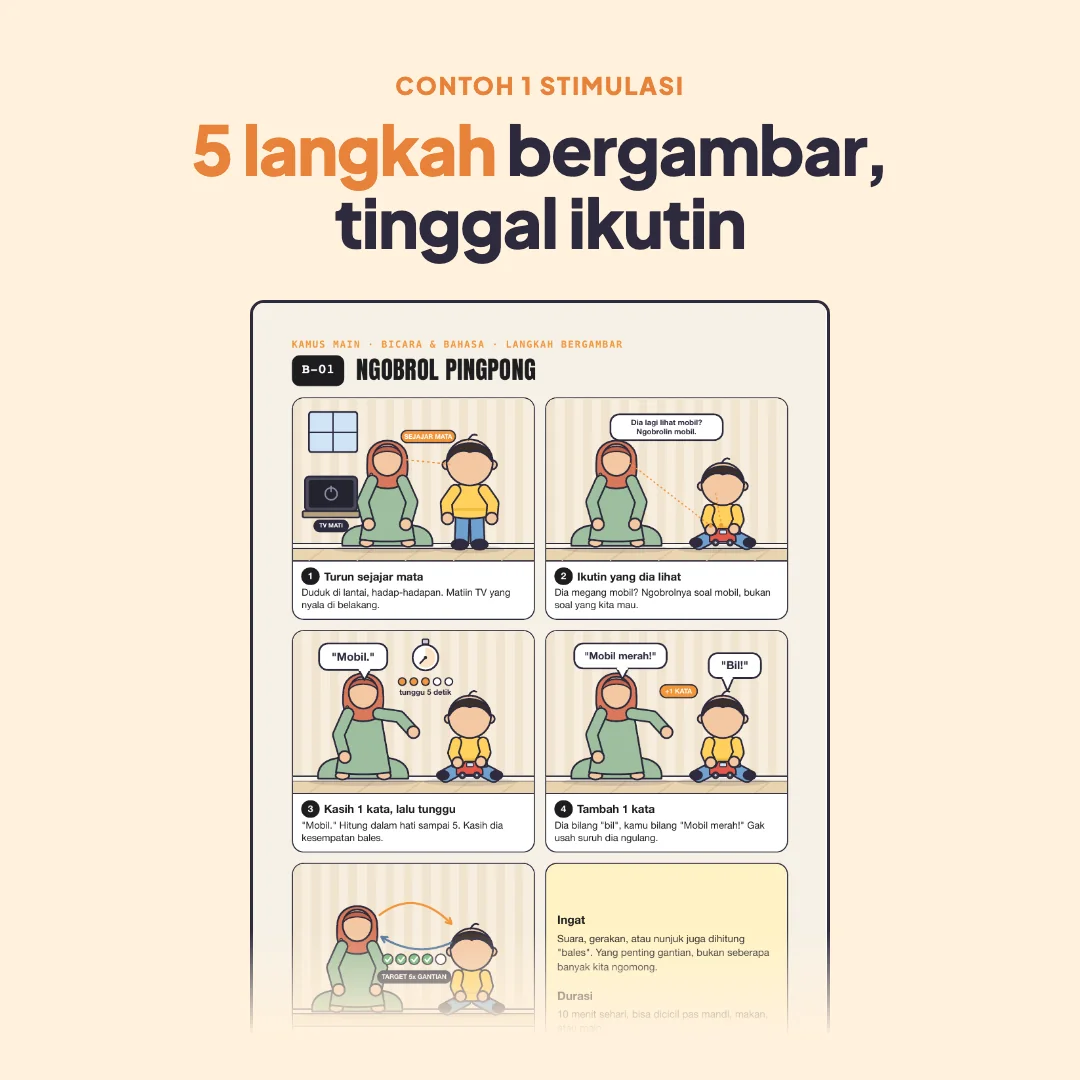 CONTOH 1 STIMULASI
5 langkah bergambar,
tinggal ikutin
KAMUS MAIN · BICARA & BAHASA · LANGKAH BERGAMBAR
B-01 NGOBROL PINGPONG
SEJAJAR MATA
TV MATI
1 Turun sejajar mata
Duduk di lantai, hadap-hadapan. Matiin TV yang
nyala di belakang.
Dia lagi lihat mobil?
Ngobrolin mobil.
2 Ikutin yang dia lihat
Dia megang mobil? Ngobrolnya soal mobil, bukan
soal yang kita mau.
"Mobil."
tunggu 5 detik
3 Kasih 1 kata, lalu tunggu
"Mobil." Hitung dalam hati sampai 5. Kasih dia
kesempatan bales.
"Mobil merah!"
"Bil!"
+1 KATA
4 Tambah 1 kata
Dia bilang "bil", kamu bilang "Mobil merah!" Gak
usah suruh dia ngulang.
TARGET 5x GANTIAN
Ingat
Suara, gerakan, atau nunjuk juga dihitung
"bales". Yang penting gantian, bukan seberapa
banyak kita ngomong.
Durasi
10 menit sehari, bisa dicicil pas mandi, makan,